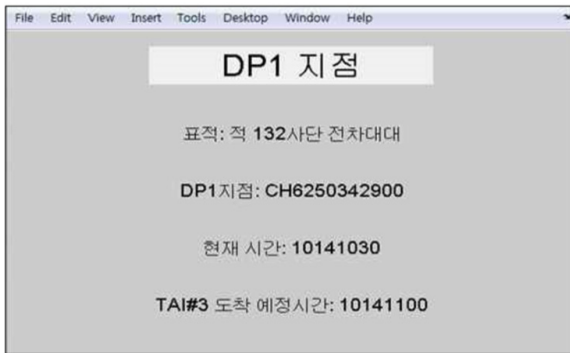 File Edit View Insert Tools Desktop Window Help
DP1 지점
표적: 적 132사단 전차대대
DP1지점: CH6250342900
현재 시간: 10141030
TAI#3 도착 예정시간: 10141100